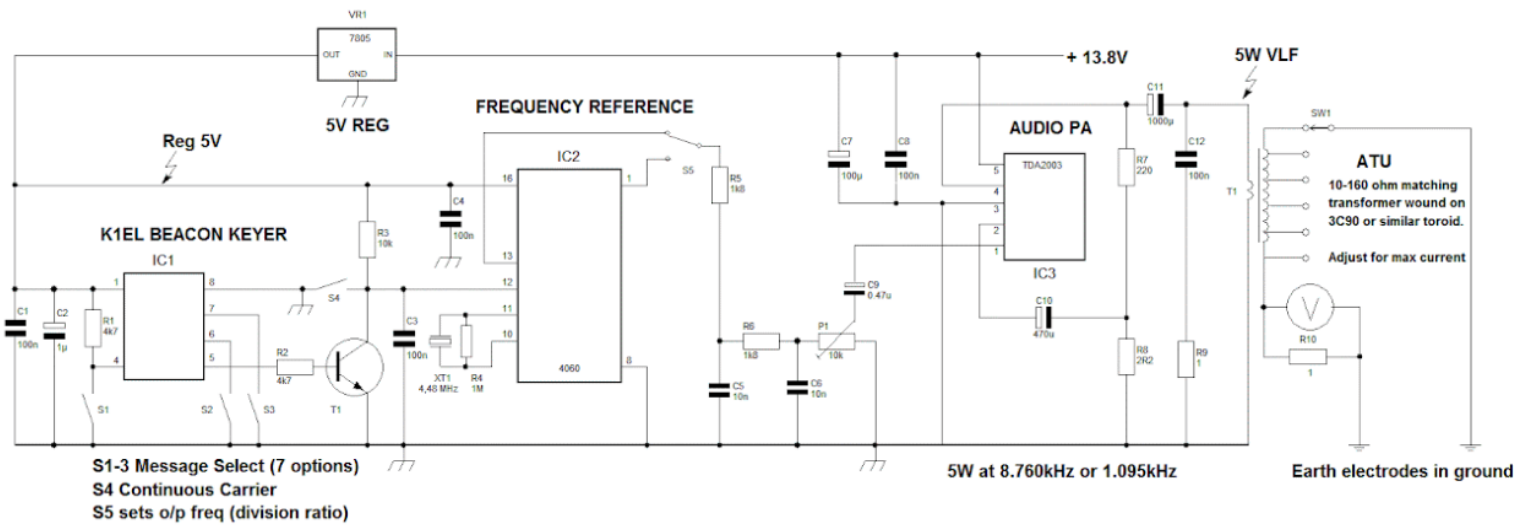 VR1
7805
OUT
IN
GND
5V REG
+ 13.8V
5W VLF
Reg 5V
FREQUENCY REFERENCE
AUDIO PA
C11
1000µ
SW1
IC2
16
1
S5
R5
1k8
C7
100µ
C8
100n
TDA2003
5
4
3
2
1
IC3
R7
220
C12
100n
T1
ATU
10-160 ohm matching
transformer wound on
3C90 or similar toroid.
Adjust for max current
K1EL BEACON KEYER
IC1
R3
10k
C4
100n
13
12
11
10
8
4060
1
8
7
6
5
4
S4
C1
100n
C2
1µ
R1
4k7
R2
4k7
T1
S1
S2
S3
C3
100n
XT1
4,48 MHz
R4
1M
C9
0.47u
C10
470u
R6
1k8
P1
10k
C5
10n
C6
10n
R8
2R2
R9
1
V
R10
1
S1-3 Message Select (7 options)
S4 Continuous Carrier
S5 sets o/p freq (division ratio)
5W at 8.760kHz or 1.095kHz
Earth electrodes in ground